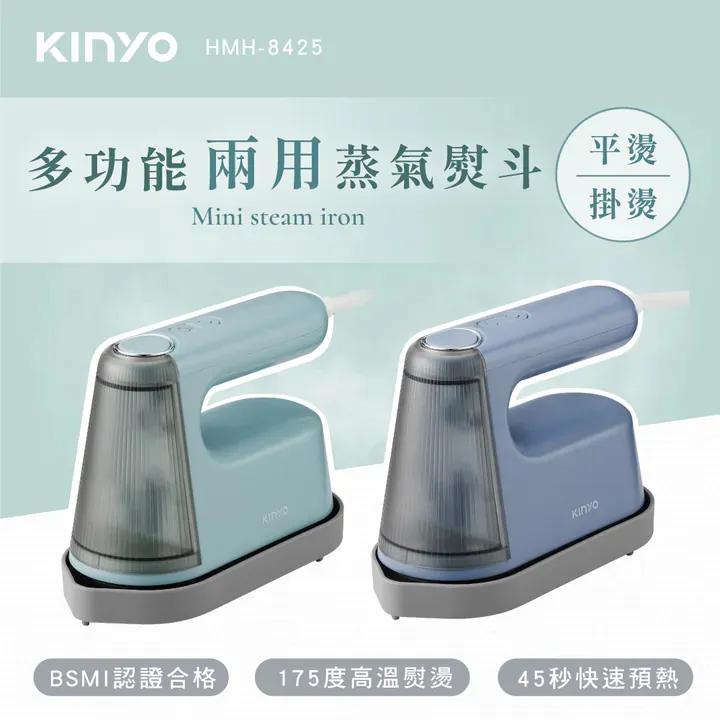 KINYO HMH-8425
多功能兩用蒸氣熨斗
Mini steam iron
平燙
掛燙
KINYO
KINYO
BSMI認證合格
175度高溫熨燙
45秒快速預熱